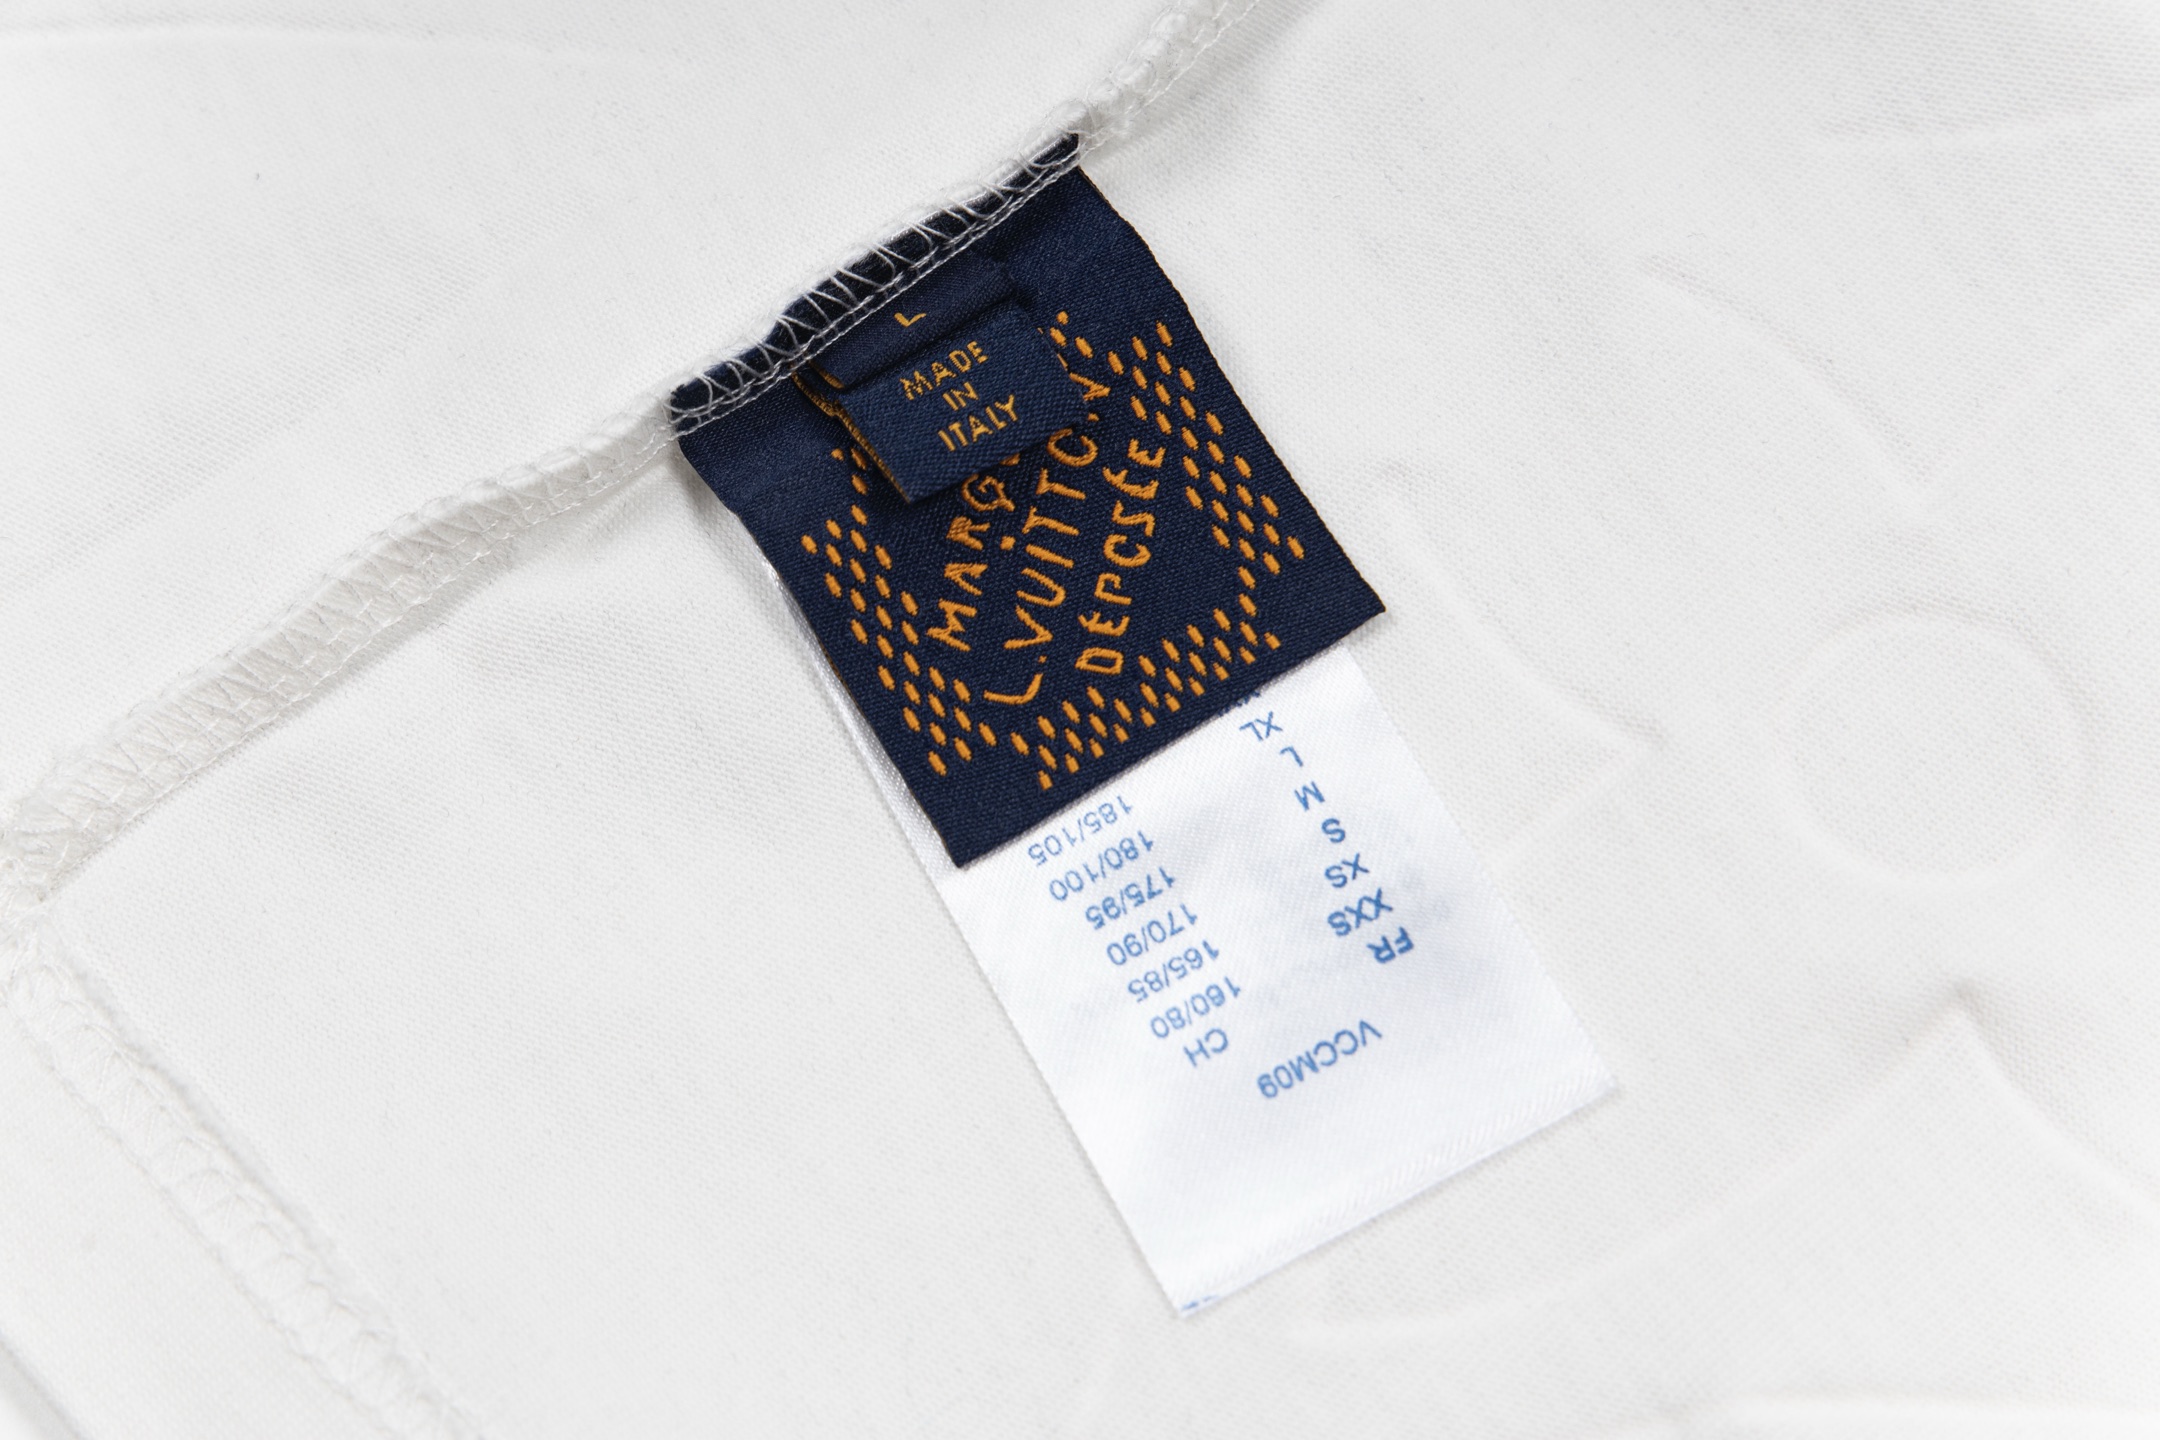 L
MADE
IN
ITALY
MARQ
L.VUITTON
DÉPOSÉE
VCCM09
FR CH
XXS 160/80
XS 165/85
S 170/90
M 175/95
L 180/100
XL 185/105